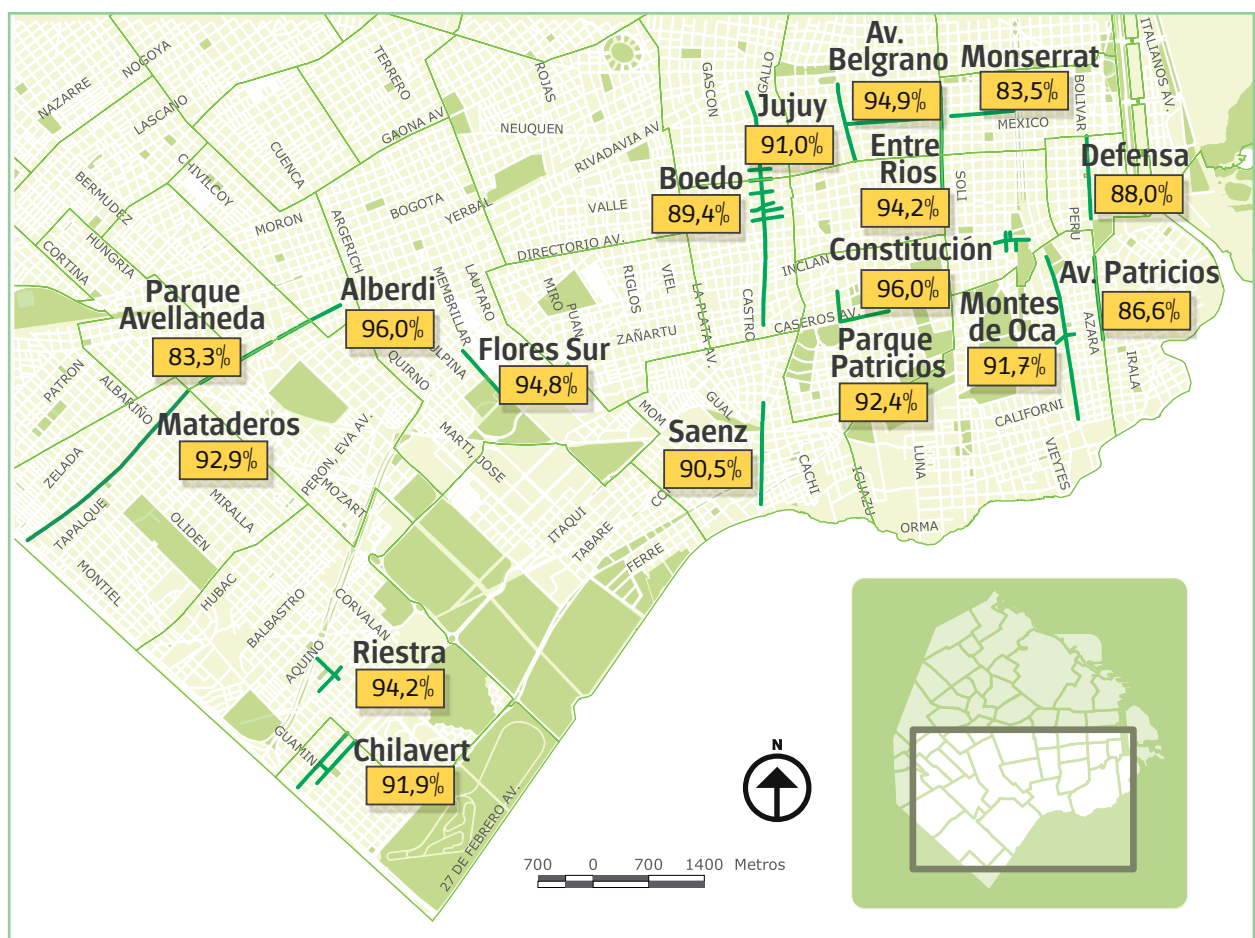 NAZARRE
NOGOYA
LASCANO
TERRERO
GAONA AV
ROJAS
NEUQUEN
GASCON
GALLO
RIVADAVIA AV
ITALIANOS AV.
BOLIVAR
MEXICO
Av.
Belgrano
94,9%
Monserrat
83,5%
Jujuy
91,0%
Entre
Rios
94,2%
Boedo
89,4%
Defensa
88,0%
SOLI
PERU
CUENCA
CHIVILCOY
BERMUDEZ
HUNGRIA
CORTINA
MORON
ARGERICH
BOGOTA
YERBAL
VALLE
DIRECTORIO AV.
INCLAN
Constitución
96,0%
Av. Patricios
86,6%
Parque
Avellaneda
83,3%
Alberdi
96,0%
MEMBRILLAR
LAUTARO
MIRO
PUAN
RIGLOS
VIEL
LA PLATA AV.
CASTRO
ZAÑARTU
CASEROS AV.
Montes
de Oca
91,7%
AZARA
IRALA
Flores Sur
94,8%
Parque
Patricios
92,4%
PATRON
ALBARIÑO
QUIRNO
ULPINA
Mataderos
92,9%
PERON, EVA AV.
MARTI, JOSE
MOM
GUAL
Saenz
90,5%
CALIFORNI
VIEYTES
LUNA
IGUAZU
CACHI
CO
ORMA
ZELADA
TAPALQUE
MONTIEL
MIRALLA
OLIDEN
MOZART
HUBAC
ITAQUI
TABARE
FERRE
BALBASTRO
CORVALAN
AQUINO
Riestra
94,2%
GUAMINI
Chilavert
91,9%
27 DE FEBRERO AV.
N
700 0 700 1400 Metros